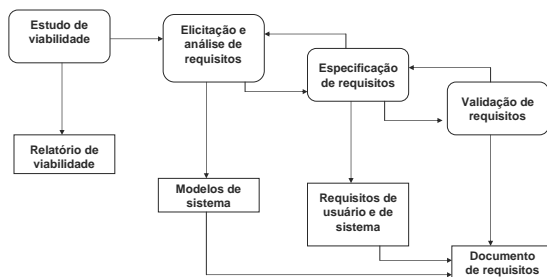 Estudo de
viabilidade
Elicitação e
análise de
requisitos
Especificação
de requisitos
Validação de
requisitos
Relatório de
viabilidade
Modelos de
sistema
Requisitos de
usuário e de
sistema
Documento
de requisitos